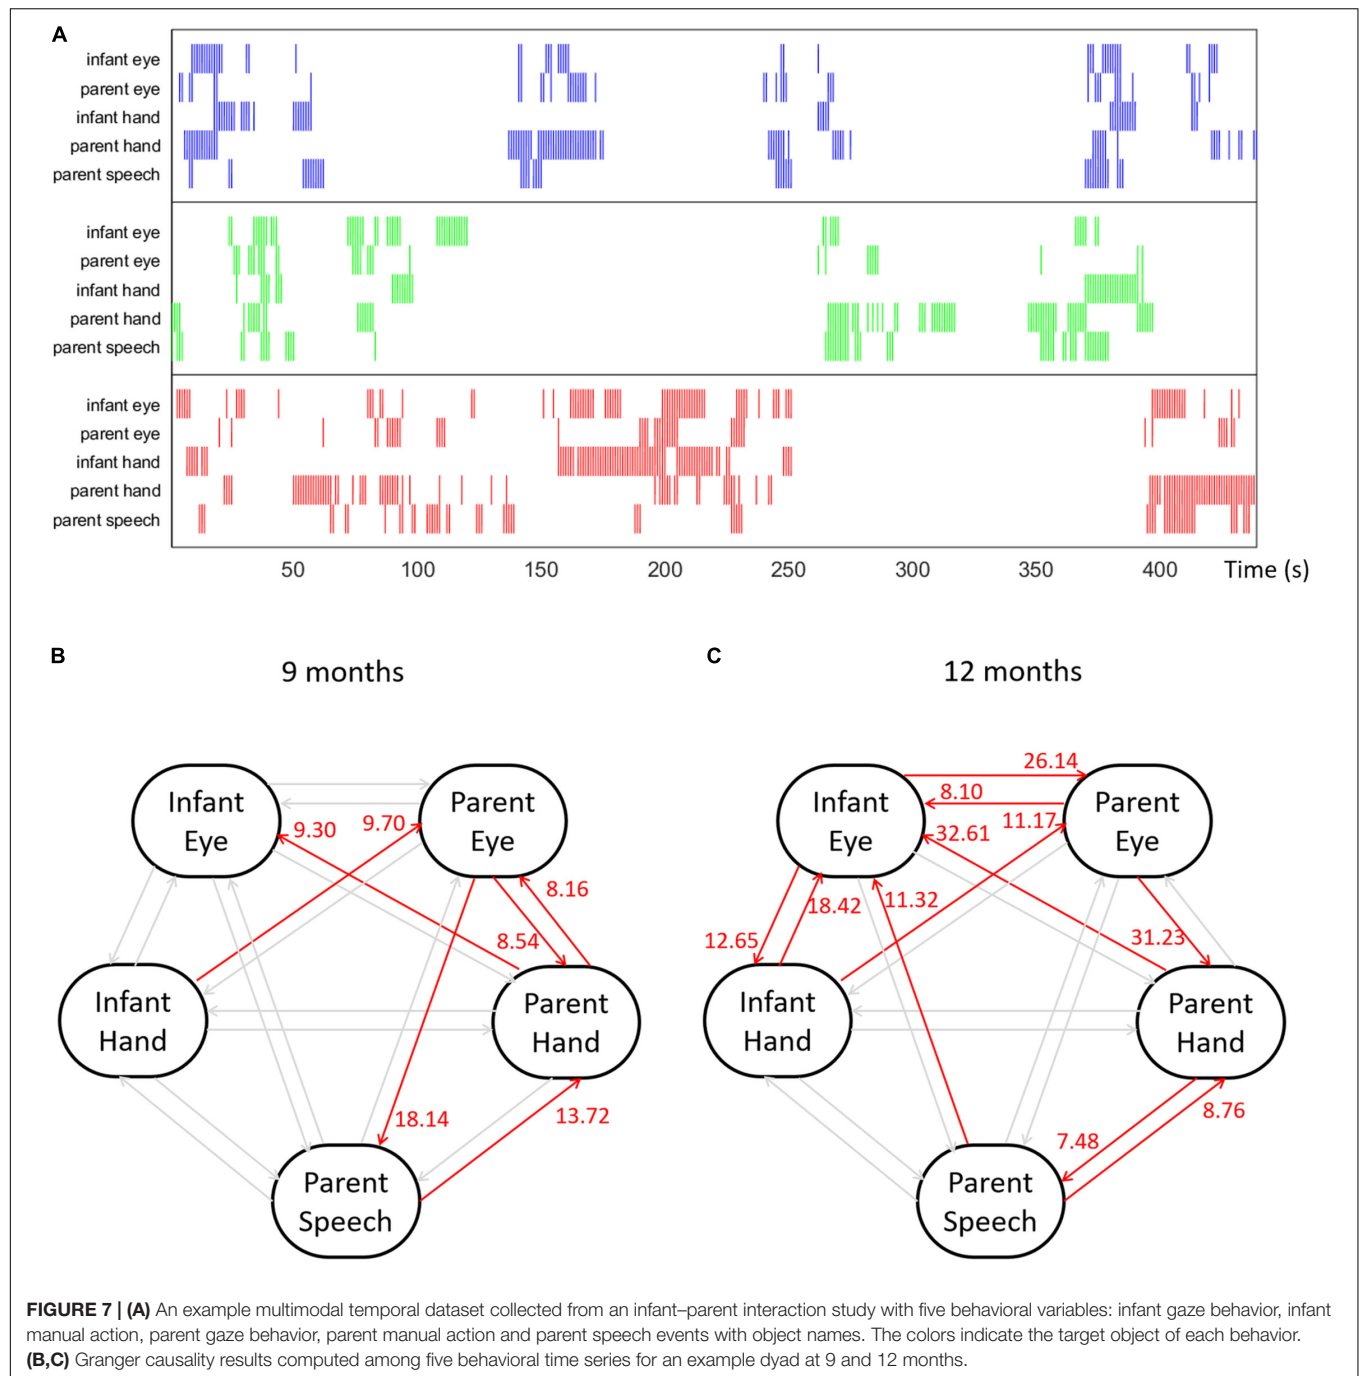 A
infant eye
parent eye
infant hand
parent hand
parent speech
infant eye
parent eye
infant hand
parent hand
parent speech
infant eye
parent eye
infant hand
parent hand
parent speech
50 100 150 200 250 300 350 400 Time (s)
B
9 months
Infant
Eye
Parent
Eye
9.30
9.70
8.16
8.54
Infant
Hand
Parent
Hand
18.14
13.72
Parent
Speech
C
12 months
26.14
8.10
Infant
Eye
Parent
Eye
32.61
11.17
18.42
11.32
12.65
31.23
Infant
Hand
Parent
Hand
7.48
8.76
Parent
Speech
FIGURE 7 | (A) An example multimodal temporal dataset collected from an infant–parent interaction study with five behavioral variables: infant gaze behavior, infant
manual action, parent gaze behavior, parent manual action and parent speech events with object names. The colors indicate the target object of each behavior.
(B,C) Granger causality results computed among five behavioral time series for an example dyad at 9 and 12 months.